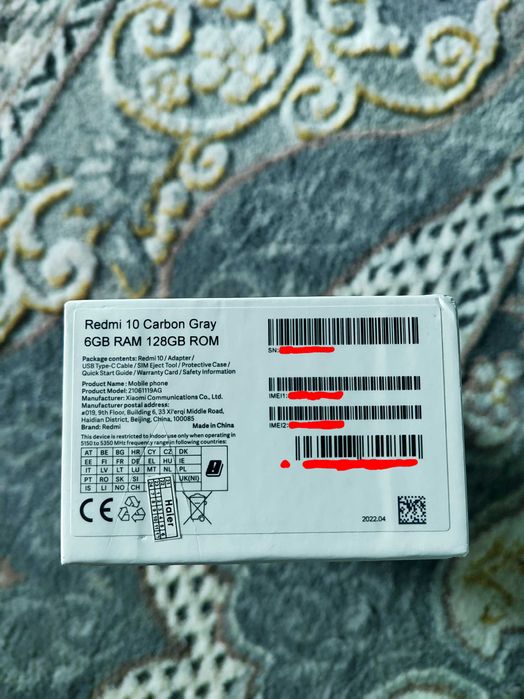 Redmi 10 Carbon Gray
6GB RAM 128GB ROM
Package contents: Redmi 10 / Adapter /
USB Type-C Cable / SIM Eject Tool / Protective Case /
Quick Start Guide / Warranty Card / Safety Information
Product Name: Mobile phone
Product Model: 21061119AG
Manufacturer: Xiaomi Communications Co., Ltd.
Manufacturer postal address:
#019, 9th Floor, Building 6, 33 Xi'erqi Middle Road,
Haidian District, Beijing, China, 100085
Brand: Redmi
Made in China
This device is restricted to indoor use only when operating in
5150 to 5350 MHz frequency range in following countries:
AT BE BG HR CY CZ DK
EE FI FR DE EL HU IE
IT LV LT LU MT NL PL
PT RO SK SI UK(NI)
IS LI NO CH
CE
SN:
IMEI1:
IMEI2:
2022.04